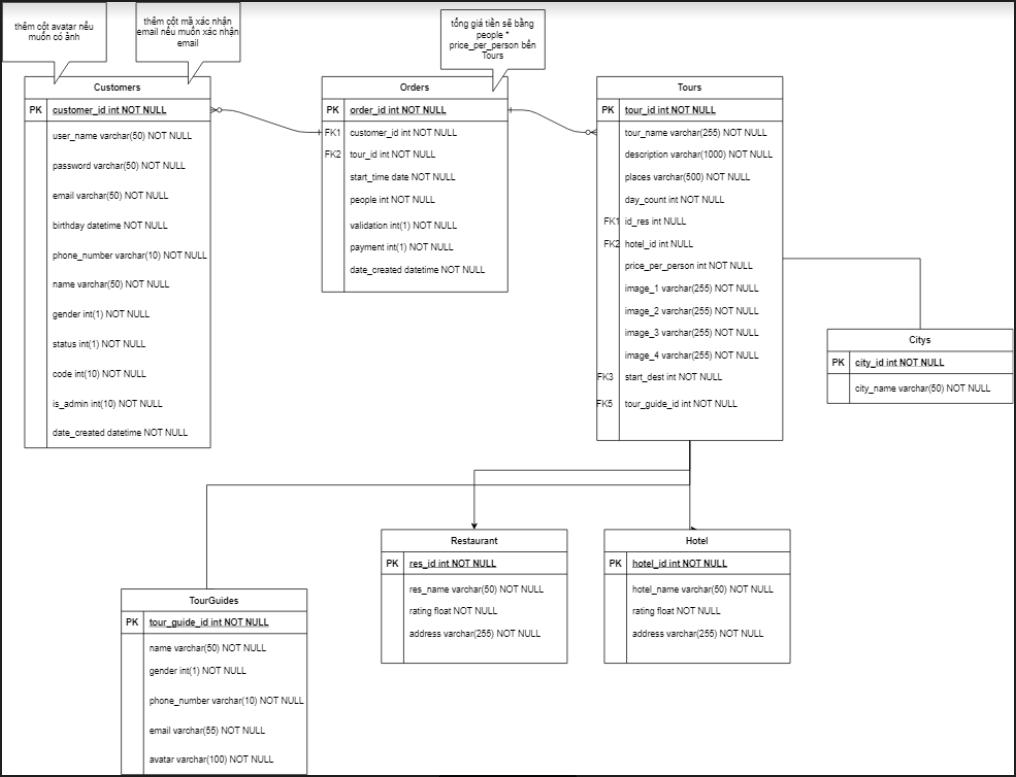 thêm cột avatar nếu
muốn có ảnh
thêm cột mã xác nhận
email nếu muốn xác nhận
email
tổng giá tiền sẽ bằng
people *
price_per_person bên
Tours
Customers
PK customer_id int NOT NULL
user_name varchar(50) NOT NULL
password varchar(50) NOT NULL
email varchar(50) NOT NULL
birthday datetime NOT NULL
phone_number varchar(10) NOT NULL
name varchar(50) NOT NULL
gender int(1) NOT NULL
status int(1) NOT NULL
code int(10) NOT NULL
is_admin int(10) NOT NULL
date_created datetime NOT NULL
Orders
PK order_id int NOT NULL
FK1 customer_id int NOT NULL
FK2 tour_id int NOT NULL
start_time date NOT NULL
people int NOT NULL
validation int(1) NOT NULL
payment int(1) NOT NULL
date_created datetime NOT NULL
Tours
PK tour_id int NOT NULL
tour_name varchar(255) NOT NULL
description varchar(1000) NOT NULL
places varchar(500) NOT NULL
day_count int NOT NULL
FK1 id_res int NULL
FK2 hotel_id int NULL
price_per_person int NOT NULL
image_1 varchar(255) NOT NULL
image_2 varchar(255) NOT NULL
image_3 varchar(255) NOT NULL
image_4 varchar(255) NOT NULL
FK3 start_dest int NOT NULL
FK5 tour_guide_id int NOT NULL
Citys
PK city_id int NOT NULL
city_name varchar(50) NOT NULL
Restaurant
PK res_id int NOT NULL
res_name varchar(50) NOT NULL
rating float NOT NULL
address varchar(255) NOT NULL
Hotel
PK hotel_id int NOT NULL
hotel_name varchar(50) NOT NULL
rating float NOT NULL
address varchar(255) NOT NULL
TourGuides
PK tour_guide_id int NOT NULL
name varchar(50) NOT NULL
gender int(1) NOT NULL
phone_number varchar(10) NOT NULL
email varchar(55) NOT NULL
avatar varchar(100) NOT NULL